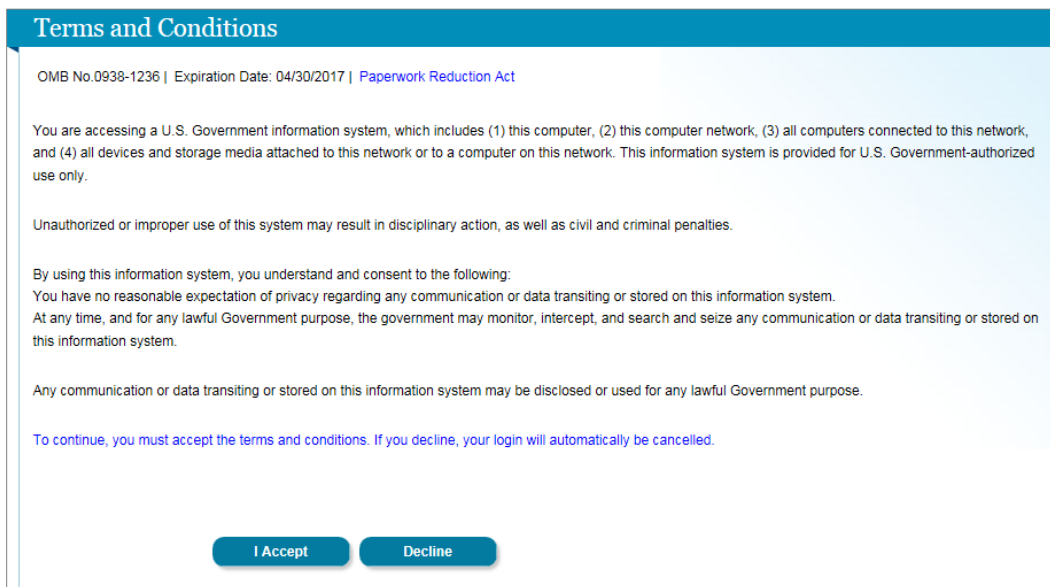 Terms and Conditions
OMB No.0938-1236 | Expiration Date: 04/30/2017 | Paperwork Reduction Act
You are accessing a U.S. Government information system, which includes (1) this computer, (2) this computer network, (3) all computers connected to this network,
and (4) all devices and storage media attached to this network or to a computer on this network. This information system is provided for U.S. Government-authorized
use only.
Unauthorized or improper use of this system may result in disciplinary action, as well as civil and criminal penalties.
By using this information system, you understand and consent to the following:
You have no reasonable expectation of privacy regarding any communication or data transiting or stored on this information system.
At any time, and for any lawful Government purpose, the government may monitor, intercept, and search and seize any communication or data transiting or stored on
this information system.
Any communication or data transiting or stored on this information system may be disclosed or used for any lawful Government purpose.
To continue, you must accept the terms and conditions. If you decline, your login will automatically be cancelled.
I Accept Decline